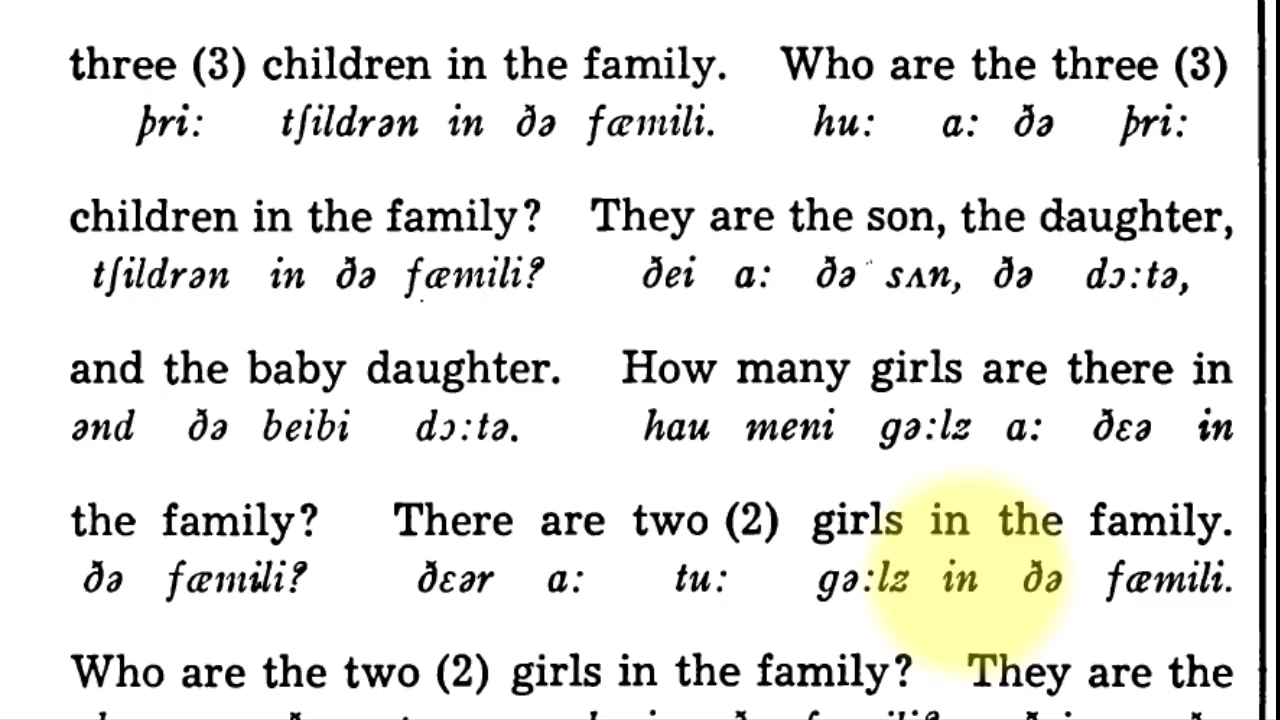 three (3) children in the family. Who are the three (3)
þri: tʃildrən in ðə fæmili. hu: a: ðə þri:
children in the family? They are the son, the daughter,
tʃildrən in ðə fæmili? ðei a: ðə sʌn, ðə dɔ:tə,
and the baby daughter. How many girls are there in
ənd ðə beibi dɔ:tə. hau meni gə:lz a: ðɛə in
the family? There are two (2) girls in the family.
ðə fæmili? ðɛər a: tu: gə:lz in ðə fæmili.
Who are the two (2) girls in the family? They are the